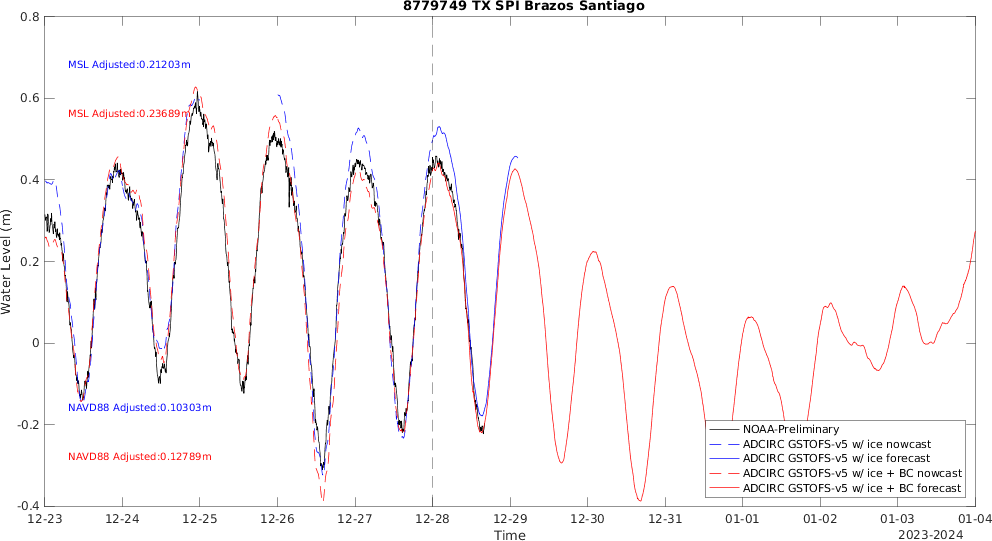 8779749 TX SPI Brazos Santiago
0.8
0.6
0.4
0.2
0
-0.2
-0.4
Water Level (m)
MSL Adjusted:0.21203m
MSL Adjusted:0.23689m
NAVD88 Adjusted:0.10303m
NAVD88 Adjusted:0.12789m
NOAA-Preliminary
ADCIRC GSTOFS-v5 w/ ice nowcast
ADCIRC GSTOFS-v5 w/ ice forecast
ADCIRC GSTOFS-v5 w/ ice + BC nowcast
ADCIRC GSTOFS-v5 w/ ice + BC forecast
12-23 12-24 12-25 12-26 12-27 12-28 12-29 12-30 12-31 01-01 01-02 01-03 01-04
Time
2023-2024